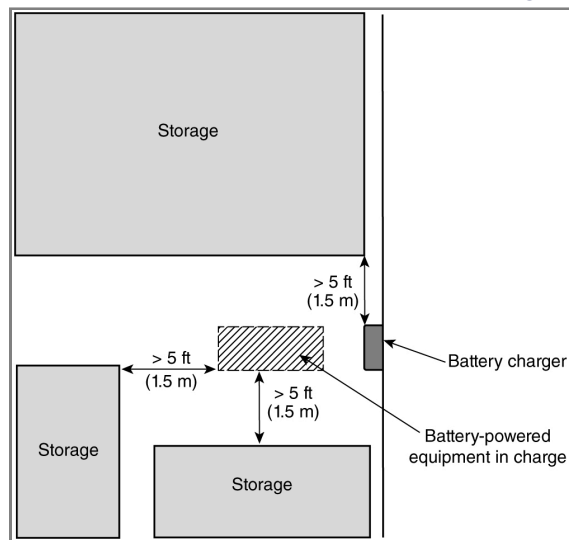 Storage
> 5 ft
(1.5 m)
Battery charger
> 5 ft
(1.5 m)
> 5 ft
(1.5 m)
Battery-powered
equipment in charge
Storage
Storage